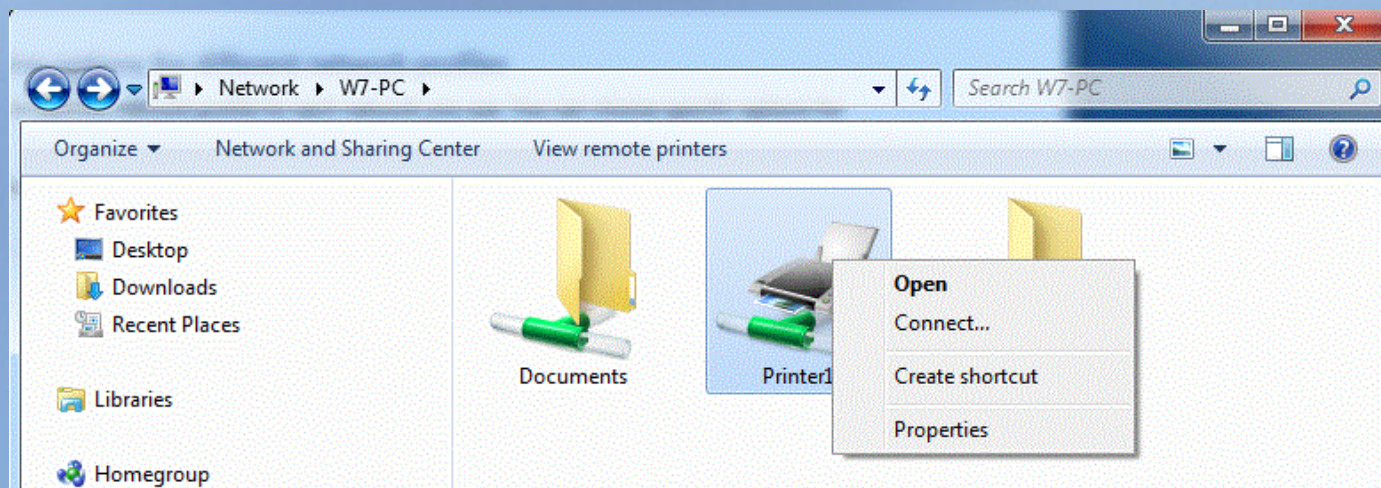 Network W7-PC
Search W7-PC
Organize Network and Sharing Center View remote printers
Favorites
Desktop
Downloads
Recent Places
Libraries
Homegroup
Documents
Printer1
Open
Connect...
Create shortcut
Properties